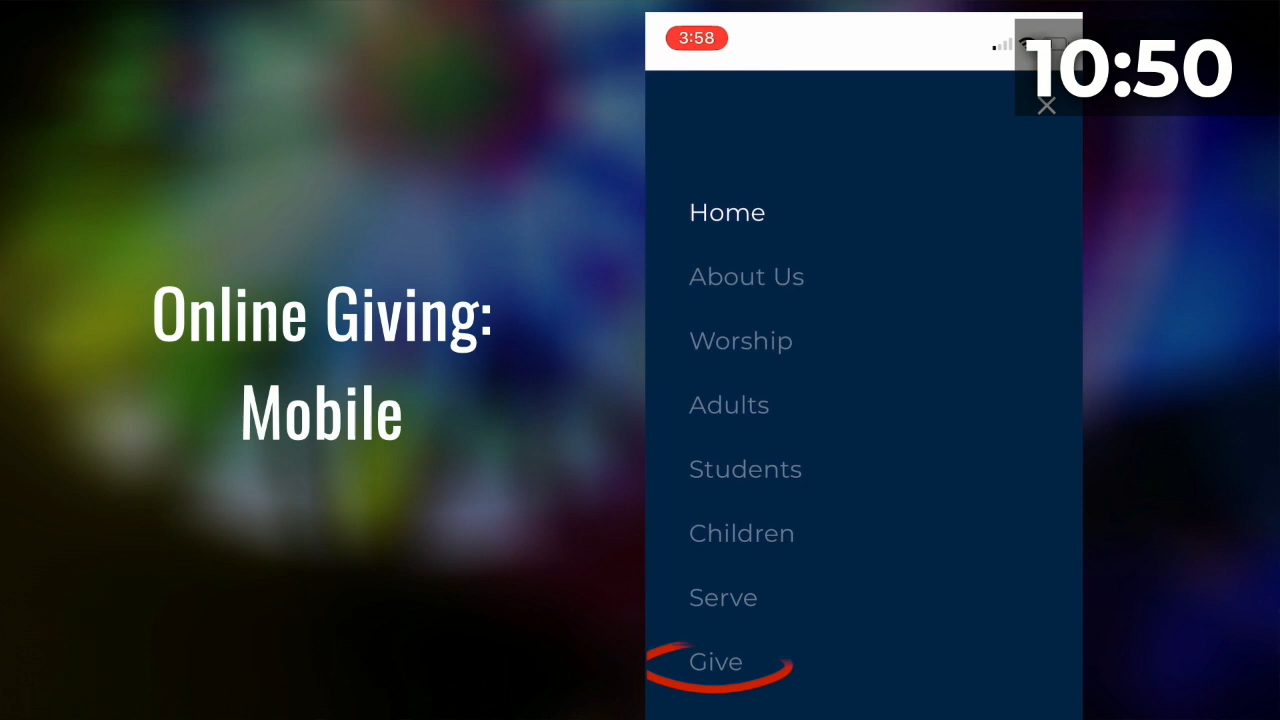 Online Giving:
Mobile
3:58
10:50
Home
About Us
Worship
Adults
Students
Children
Serve
Give